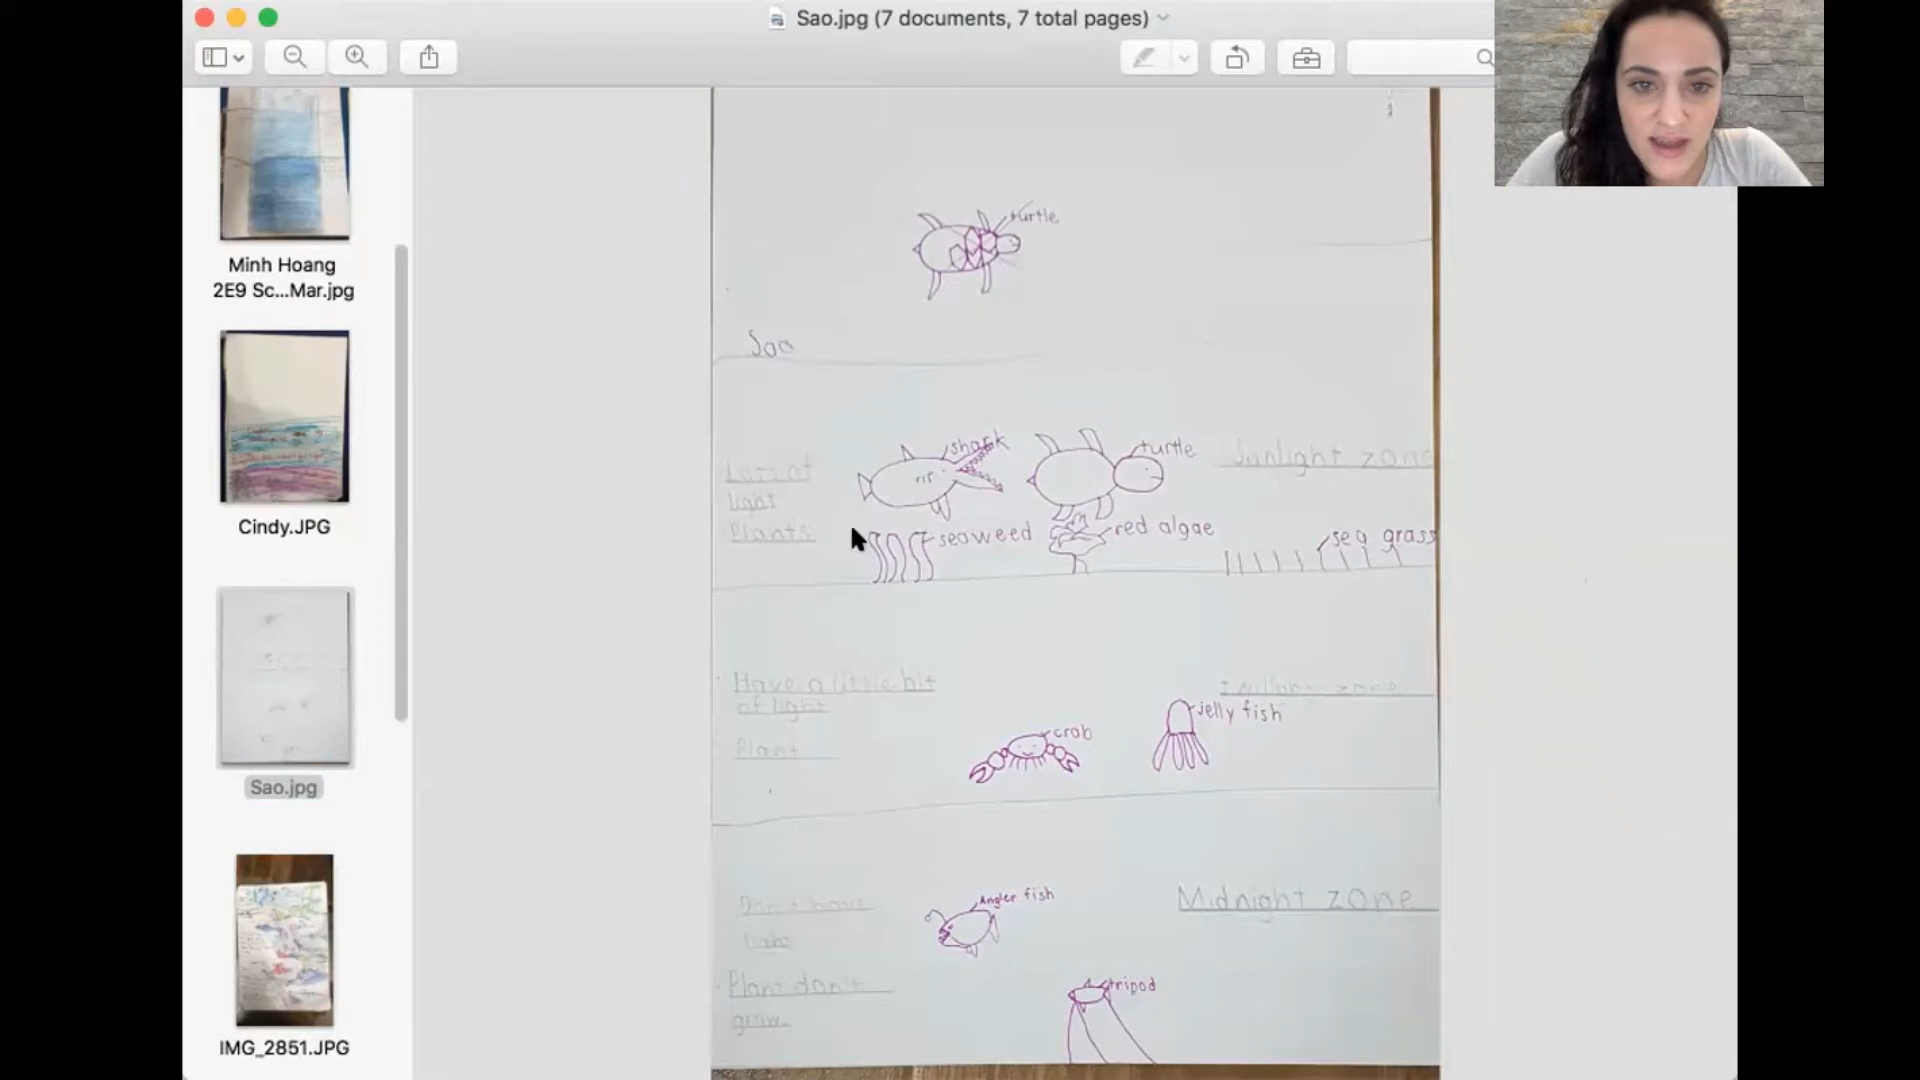 Sao.jpg (7 documents, 7 total pages)
Minh Hoang
2E9 Sc...Mar.jpg
Cindy.JPG
Sao.jpg
IMG_2851.JPG
turtle
Sao
Lots of
light
Plants
shark
turtle
Sunlight zone
seaweed
red algae
sea grass
Have a little bit
of light
Plant
Twilight zone
crab
jelly fish
Don't have
light
Angler fish
Midnight zone
Plant don't
grow.
tripod